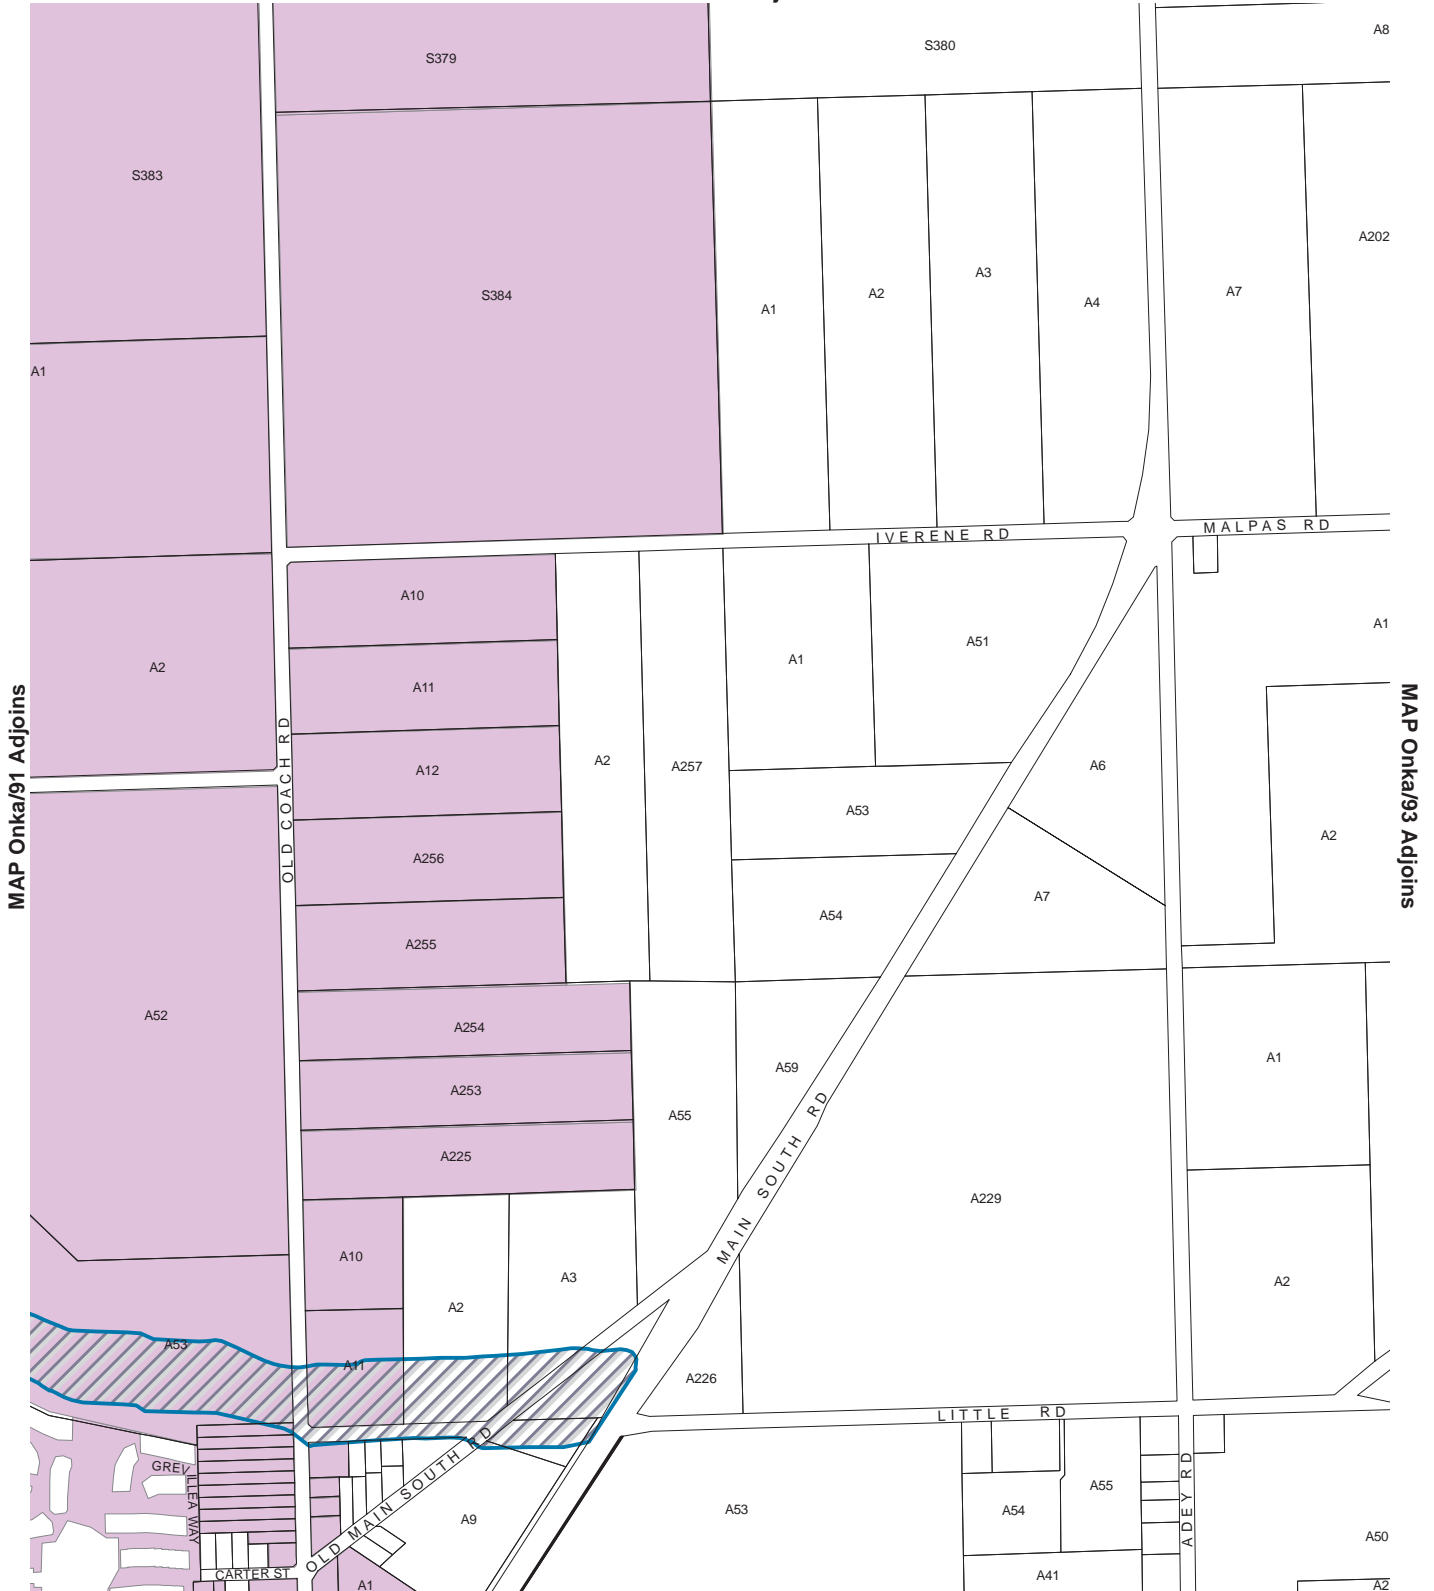 S379
S380
A8
S383
A202
S384
A1
A2
A3
A4
A7
A1
IVERENE RD
MALPAS RD
A10
A1
A51
A1
A2
A11
OLD COACH RD
A12
A2
A257
A6
A53
A2
MAP Onka/91 Adjoins
MAP Onka/93 Adjoins
A256
A54
A7
A255
A52
A254
A59
A1
A253
A55
A225
MAIN SOUTH RD
A229
A10
A3
A2
A2
A53
A11
A226
LITTLE RD
GREVILLEA WAY
OLD MAIN SOUTH RD
A9
A53
A54
A55
ADEY RD
A50
CARTER ST
A1
A41
A2